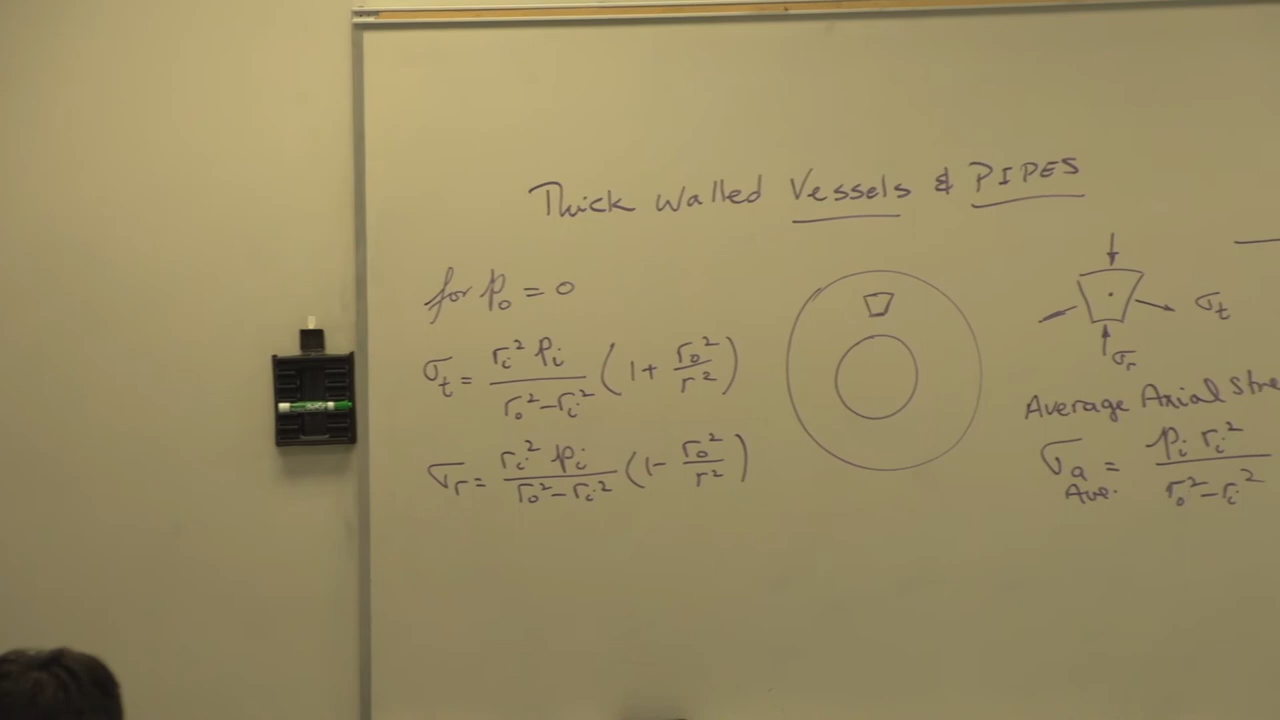 Thick Walled Vessels & PIPES
for P₀ = 0
σt = ri² Pi / (ro² - ri²) (1 + ro²/r²)
σr = ri² Pi / (ro² - ri²) (1 - ro²/r²)
σt
σr
Average Axial Stre
σa Ave. = Pi ri² / (ro² - ri²)